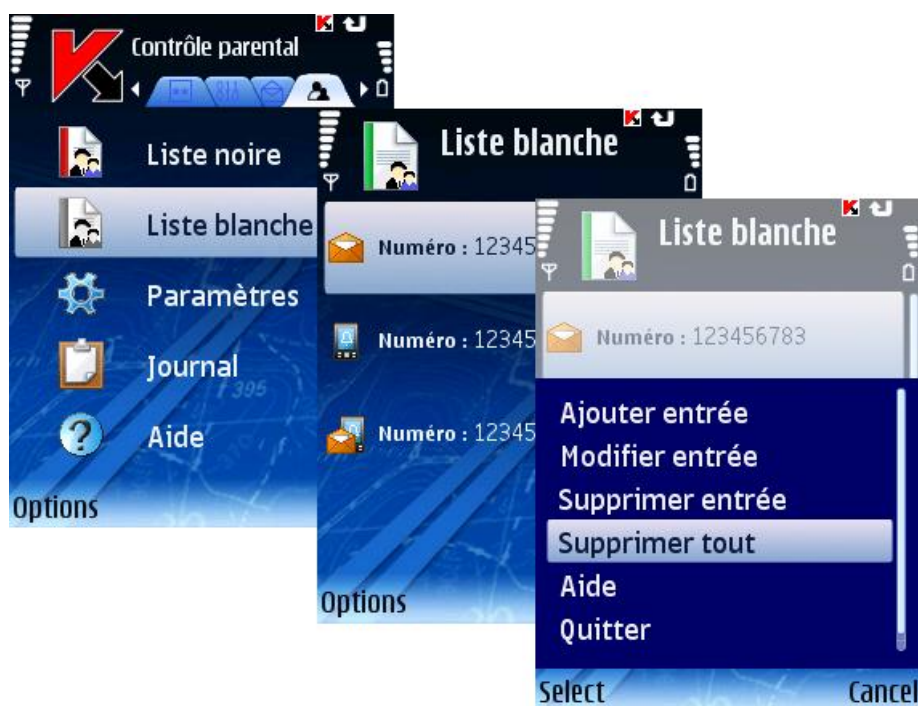 Contrôle parental
Liste noire
Liste blanche
Paramètres
Journal
Aide
Options
Liste blanche
Numéro : 12345
Numéro : 12345
Numéro : 12345
Options
Liste blanche
Numéro : 123456783
Ajouter entrée
Modifier entrée
Supprimer entrée
Supprimer tout
Aide
Quitter
Select
Cancel